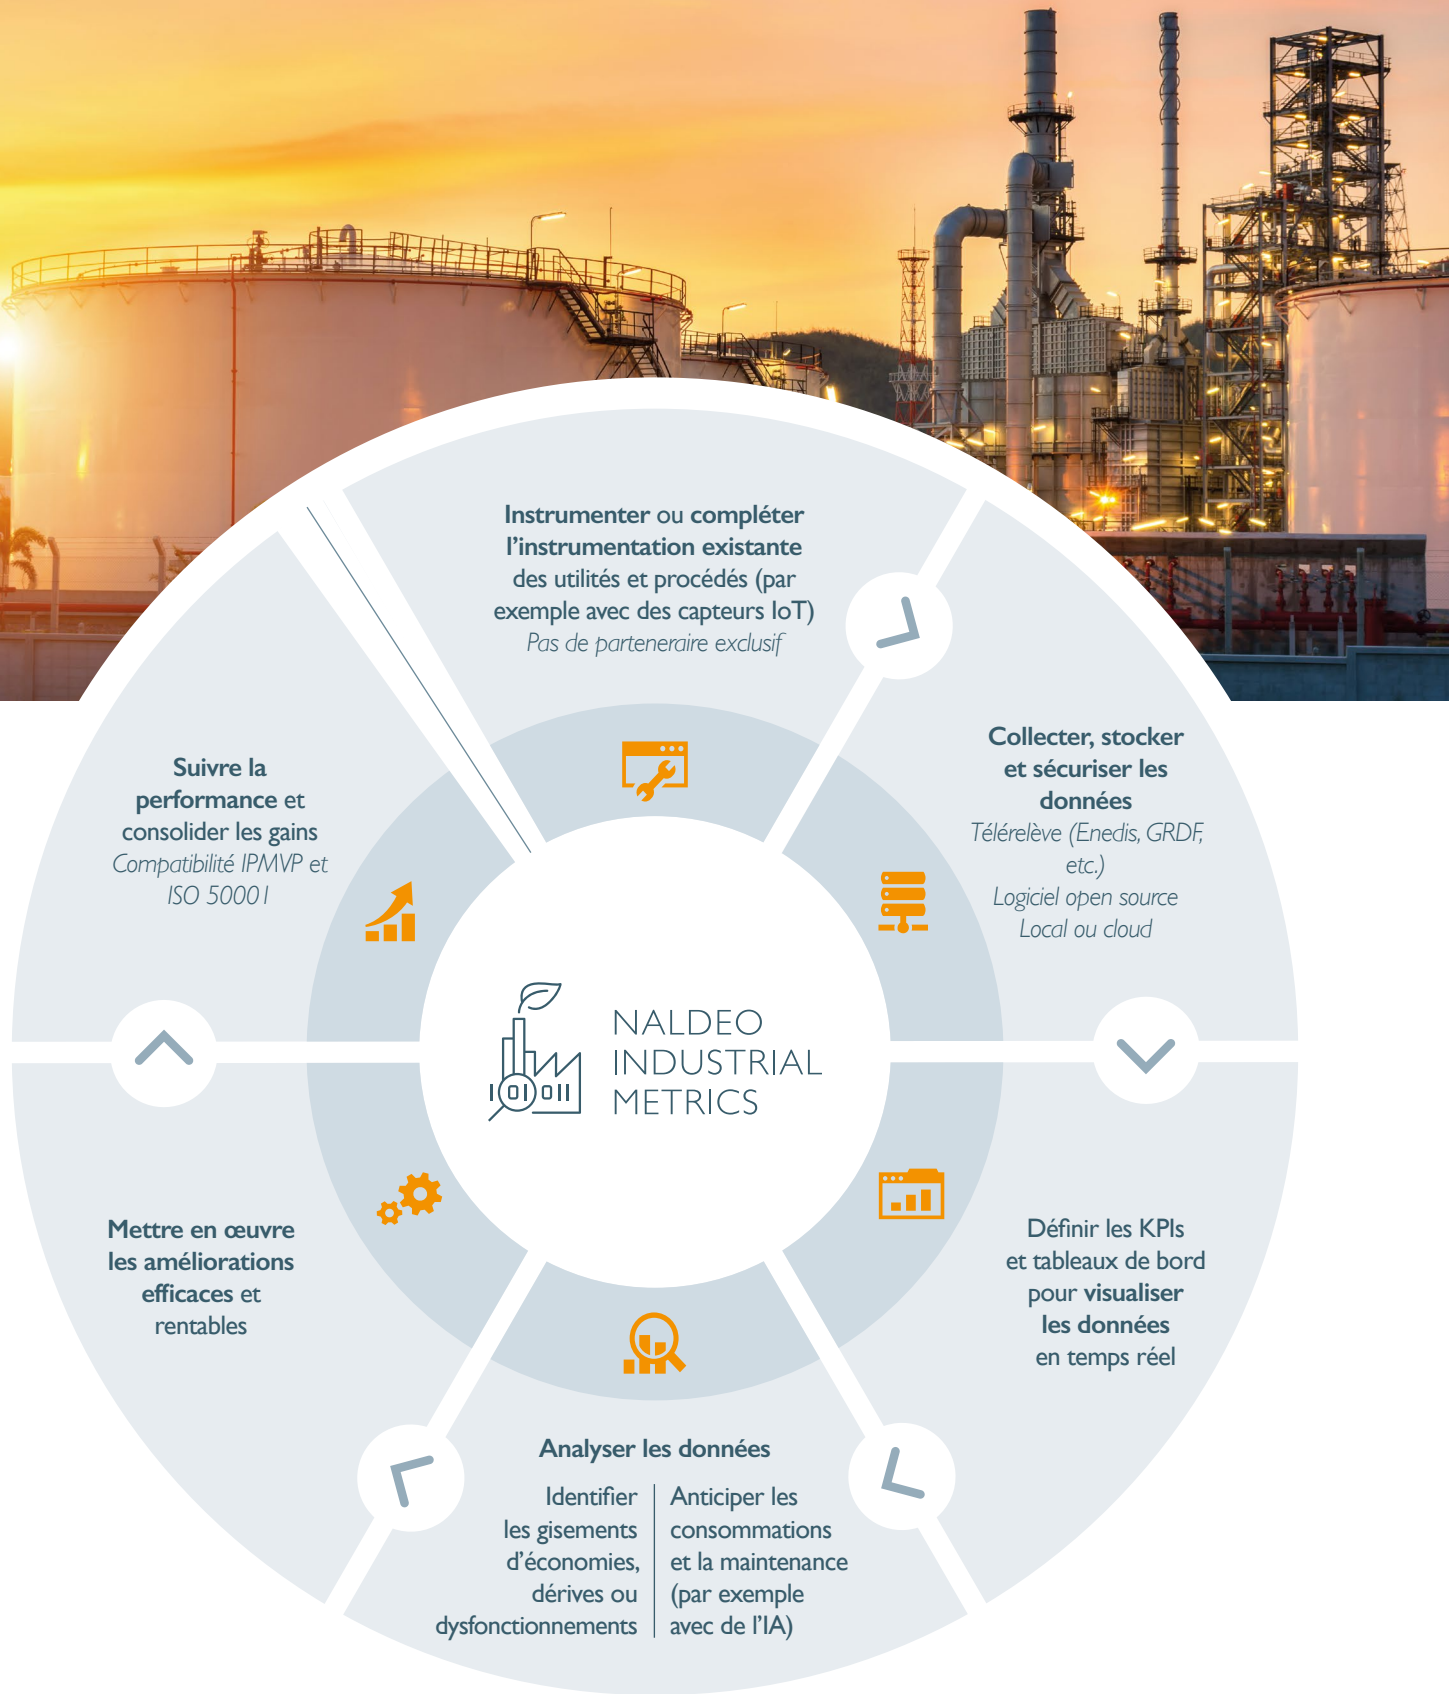 Instrumenter ou compléter
l'instrumentation existante
des utilités et procédés (par
exemple avec des capteurs IoT)
Pas de parteneraire exclusif
Collecter, stocker
et sécuriser les
données
Télérelève (Enedis, GRDF,
etc.)
Logiciel open source
Local ou cloud
Définir les KPIs
et tableaux de bord
pour visualiser
les données
en temps réel
Analyser les données
Identifier
les gisements
d'économies,
dérives ou
dysfonctionnements
Anticiper les
consommations
et la maintenance
(par exemple
avec de l'IA)
Mettre en œuvre
les améliorations
efficaces et
rentables
Suivre la
performance et
consolider les gains
Compatibilité IPMVP et
ISO 50001
NALDEO
INDUSTRIAL
METRICS
101011